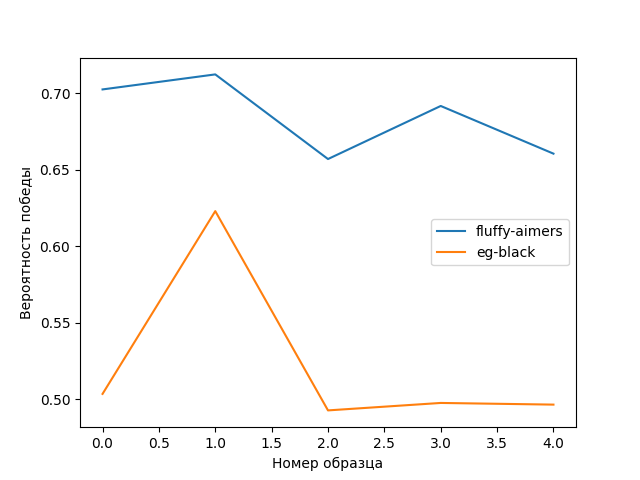 0.70
0.65
0.60
0.55
0.50
Вероятность победы
fluffy-aimers
eg-black
0.0 0.5 1.0 1.5 2.0 2.5 3.0 3.5 4.0
Номер образца